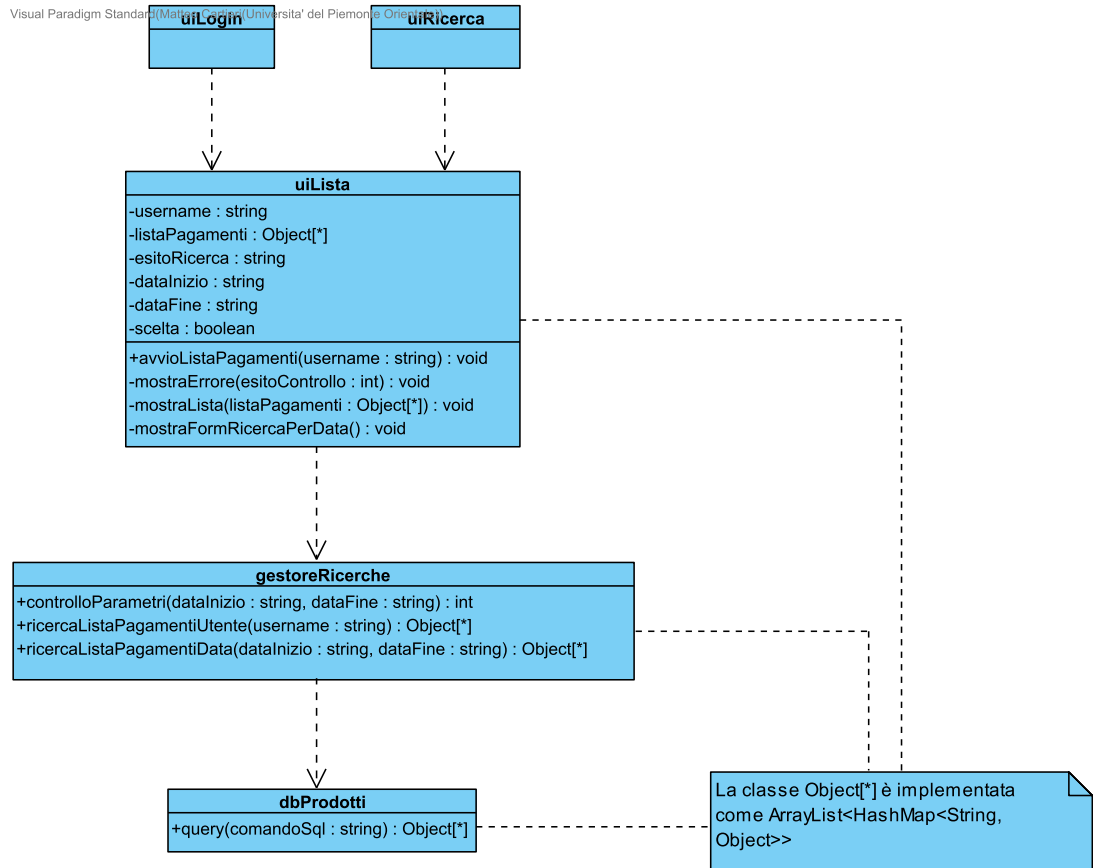 Visual Paradigm Standard(Matteo Cartieri(Universita' del Piemonte Orientale))
uiLogin
uiRicerca
uiLista
-username : string
-listaPagamenti : Object[*]
-esitoRicerca : string
-dataInizio : string
-dataFine : string
-scelta : boolean
+avvioListaPagamenti(username : string) : void
-mostraErrore(esitoControllo : int) : void
-mostraLista(listaPagamenti : Object[*]) : void
-mostraFormRicercaPerData() : void
gestoreRicerche
+controlloParametri(dataInizio : string, dataFine : string) : int
+ricercaListaPagamentiUtente(username : string) : Object[*]
+ricercaListaPagamentiData(dataInizio : string, dataFine : string) : Object[*]
dbProdotti
+query(comandoSql : string) : Object[*]
La classe Object[*] è implementata
come ArrayList<HashMap<String,
Object>>